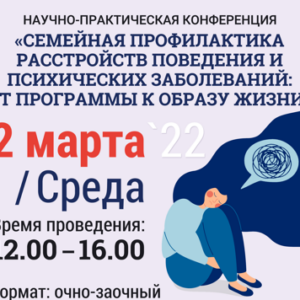 НАУЧНО-ПРАКТИЧЕСКАЯ КОНФЕРЕНЦИЯ
«СЕМЕЙНАЯ ПРОФИЛАКТИКА
РАССТРОЙСТВ ПОВЕДЕНИЯ И
ПСИХИЧЕСКИХ ЗАБОЛЕВАНИЙ:
Т ПРОГРАММЫ К ОБРАЗУ ЖИЗНИ
2 марта `22
/ Среда
Время проведения:
12.00 – 16.00
ормат: очно-заочный